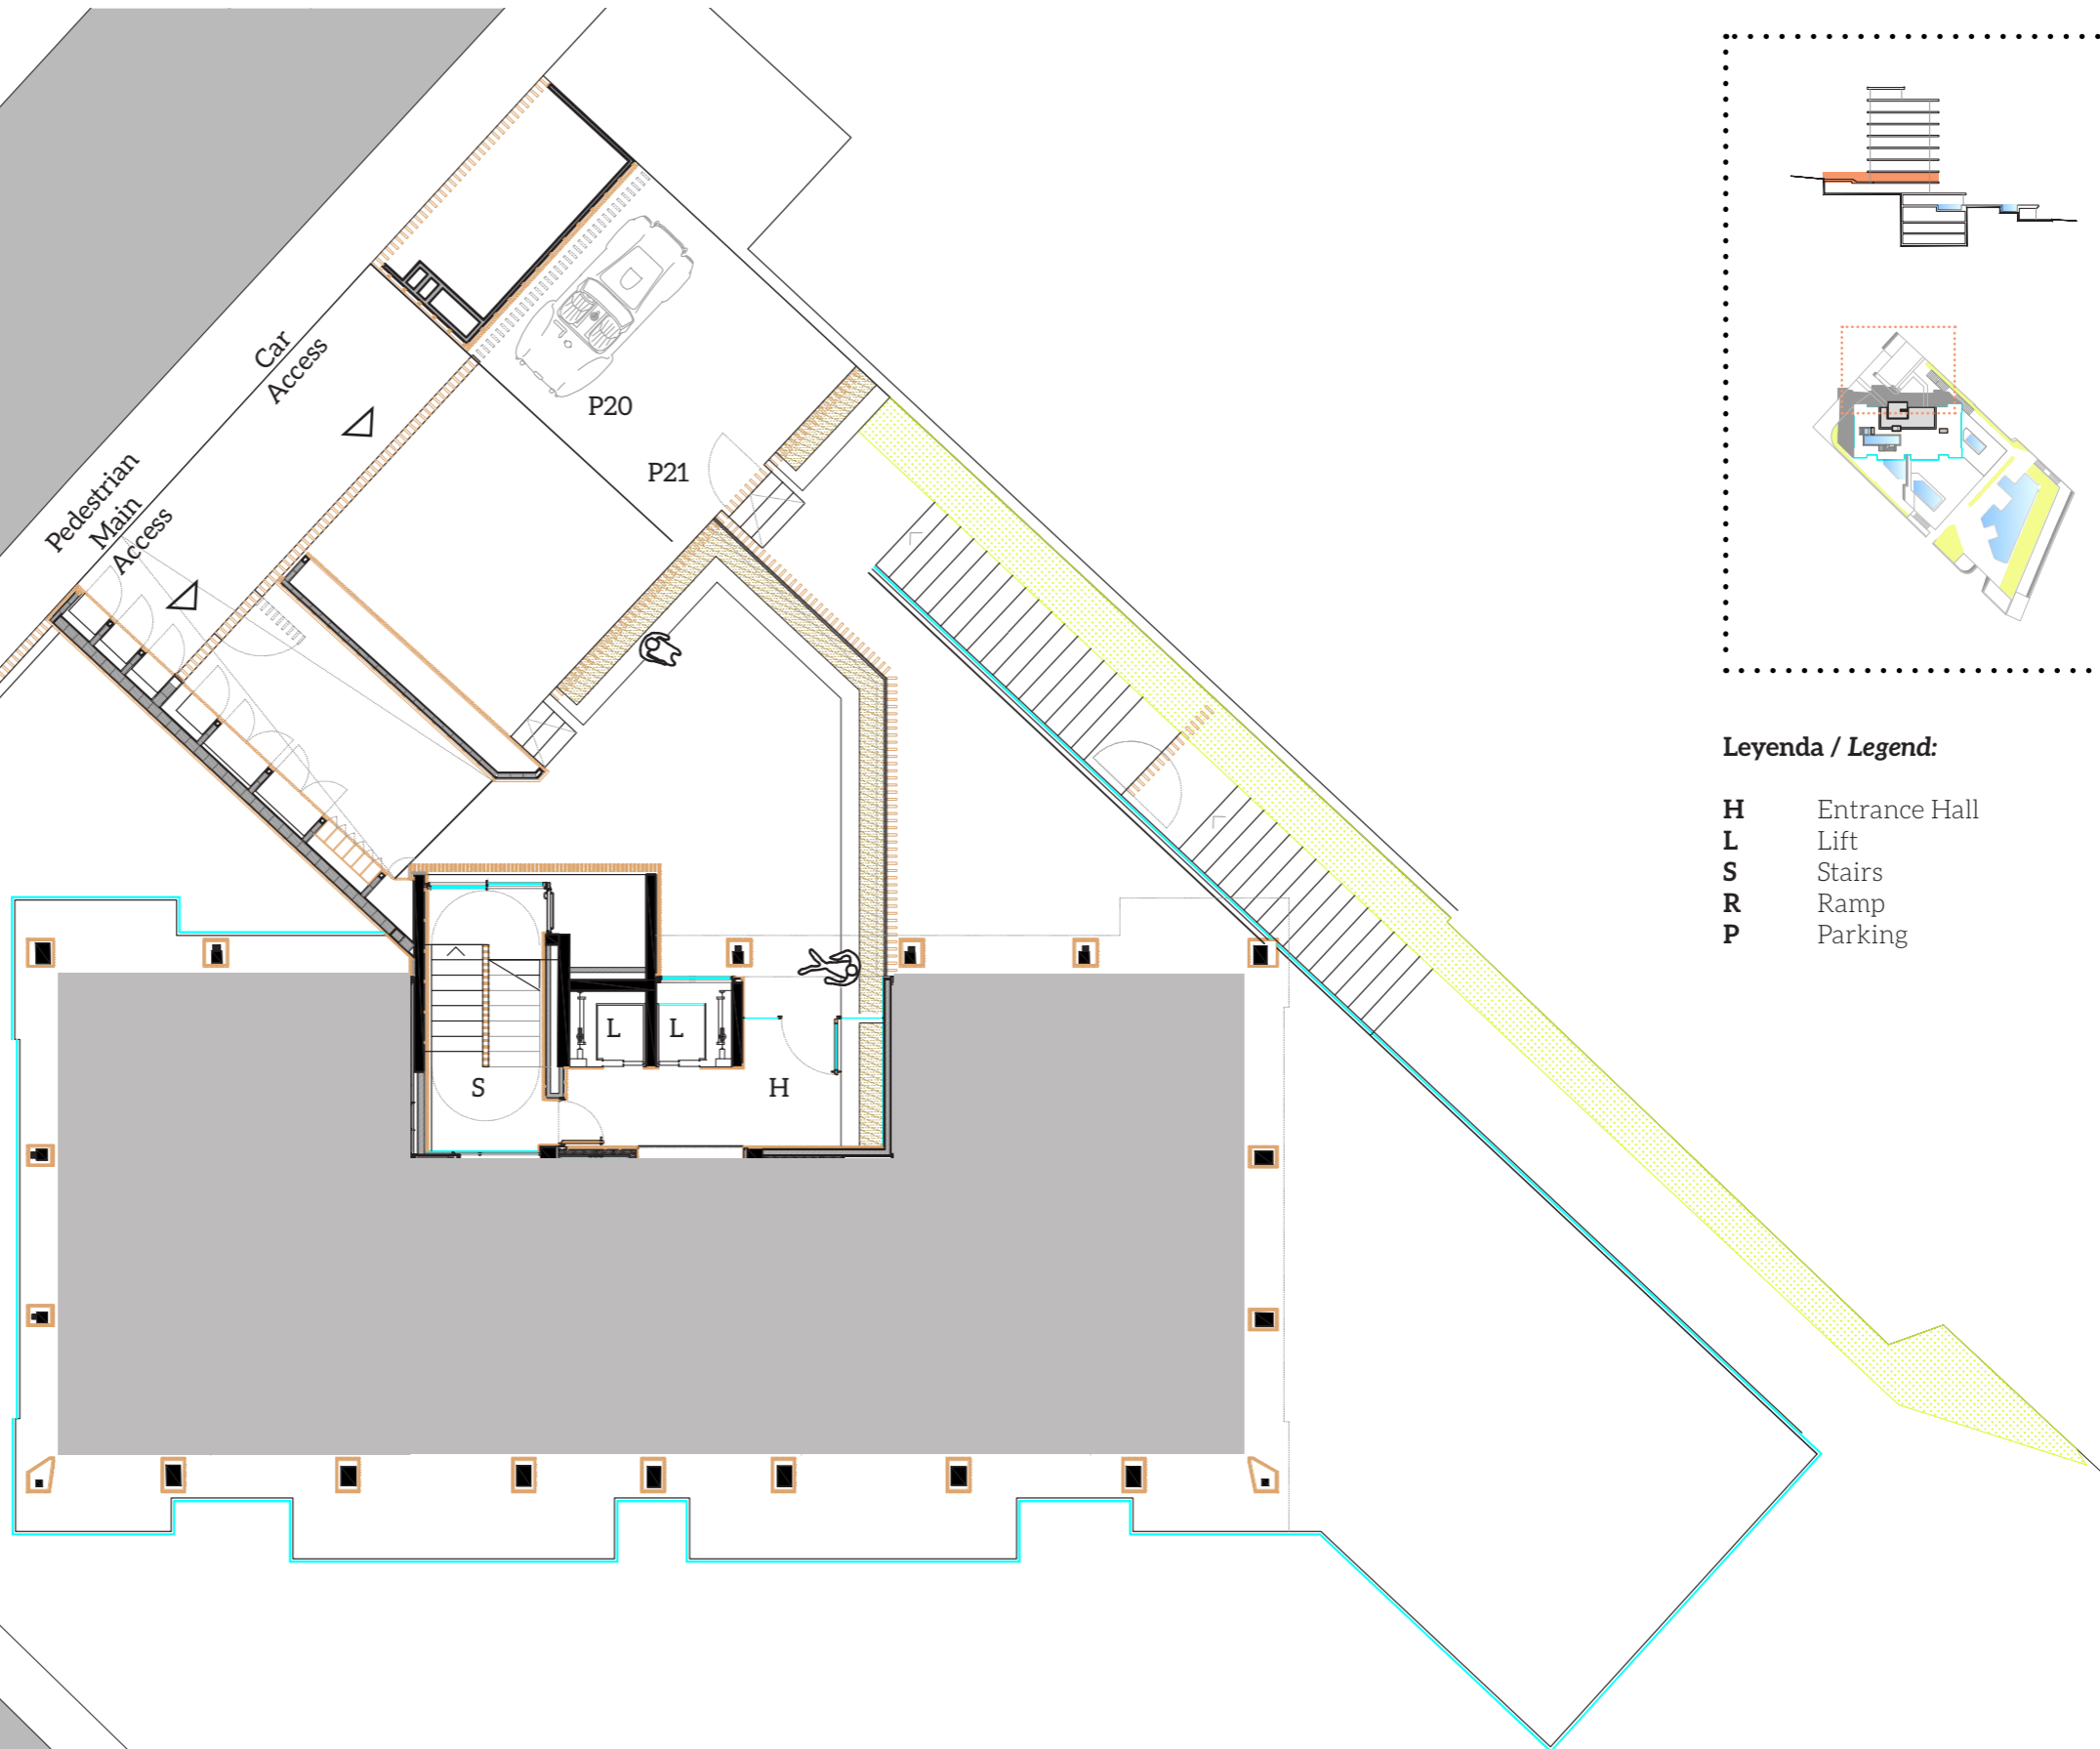 Car
Access
Pedestrian
Main
Access
P20
P21
L
L
S
H
Leyenda / Legend:
H Entrance Hall
L Lift
S Stairs
R Ramp
P Parking